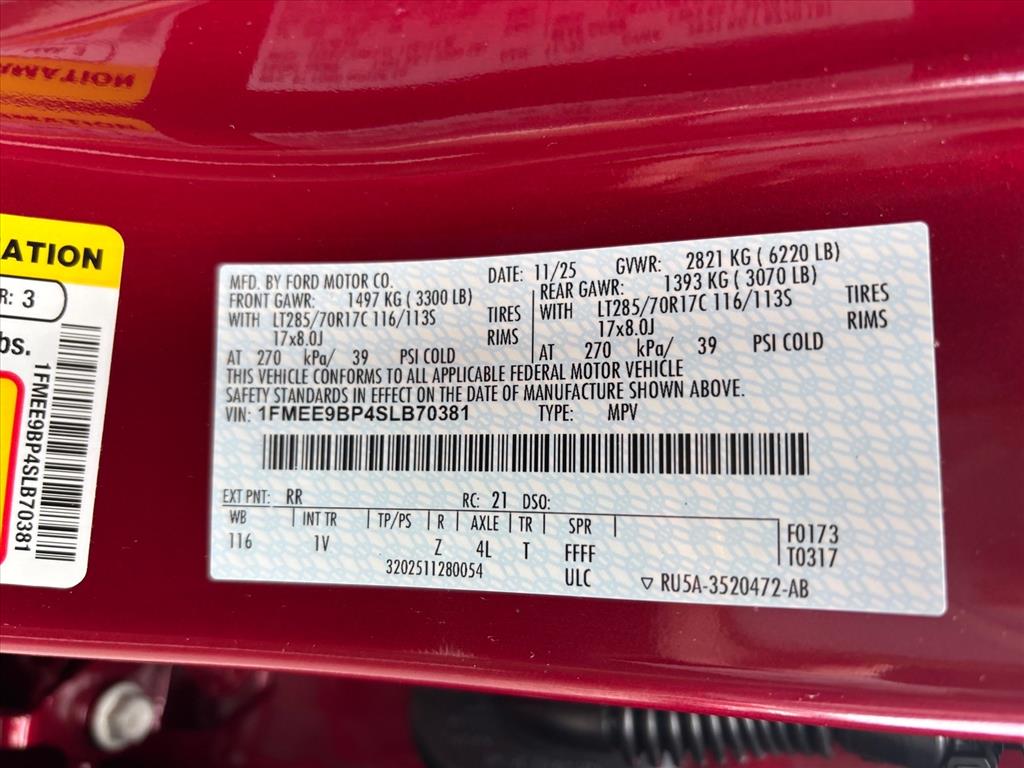 ATION
R: 3
bs.
1FMEE9BP4SLB70381
MFD. BY FORD MOTOR CO. DATE: 11/25 GVWR: 2821 KG ( 6220 LB)
FRONT GAWR: 1497 KG ( 3300 LB) REAR GAWR: 1393 KG ( 3070 LB)
WITH LT285/70R17C 116/113S TIRES WITH LT285/70R17C 116/113S TIRES
17x8.0J RIMS 17x8.0J RIMS
AT 270 kPa/ 39 PSI COLD AT 270 kPa/ 39 PSI COLD
THIS VEHICLE CONFORMS TO ALL APPLICABLE FEDERAL MOTOR VEHICLE
SAFETY STANDARDS IN EFFECT ON THE DATE OF MANUFACTURE SHOWN ABOVE.
VIN: 1FMEE9BP4SLB70381 TYPE: MPV
EXT PNT: RR RC: 21 DSO:
WB INT TR TP/PS R AXLE TR SPR F0173
116 1V Z 4L T FFFF T0317
3202511280054 ULC ▽ RU5A-3520472-AB